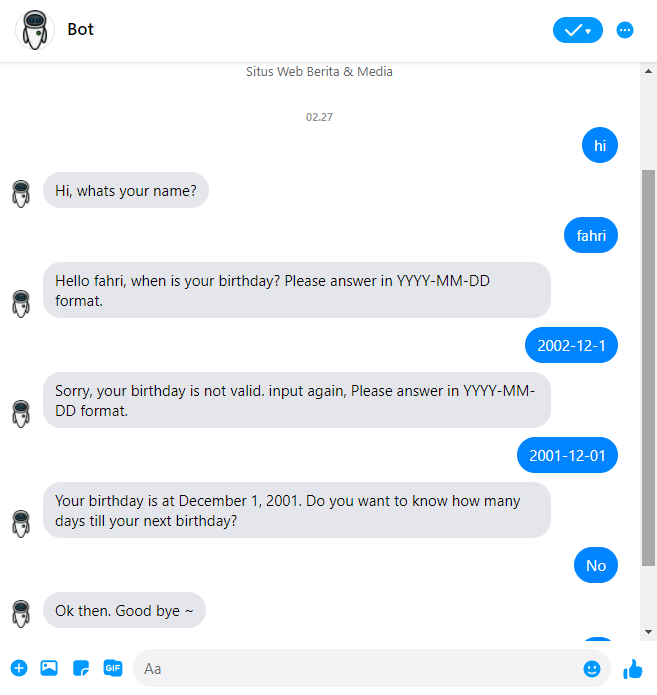 Bot
Situs Web Berita & Media
02.27
hi
Hi, whats your name?
fahri
Hello fahri, when is your birthday? Please answer in YYYY-MM-DD
format.
2002-12-1
Sorry, your birthday is not valid. input again, Please answer in YYYY-MM-
DD format.
2001-12-01
Your birthday is at December 1, 2001. Do you want to know how many
days till your next birthday?
No
Ok then. Good bye ~
GIF
Aa